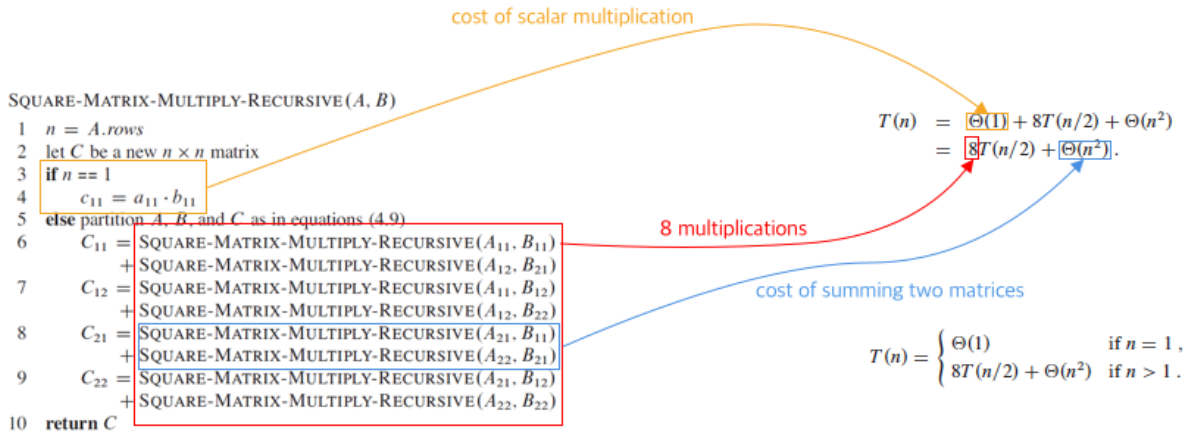 cost of scalar multiplication
SQUARE-MATRIX-MULTIPLY-RECURSIVE(A, B)
1 n = A.rows
2 let C be a new n × n matrix
3 if n == 1
4 c₁₁ = a₁₁ · b₁₁
5 else partition A, B, and C as in equations (4.9)
6 C₁₁ = SQUARE-MATRIX-MULTIPLY-RECURSIVE(A₁₁, B₁₁)
+ SQUARE-MATRIX-MULTIPLY-RECURSIVE(A₁₂, B₂₁)
7 C₁₂ = SQUARE-MATRIX-MULTIPLY-RECURSIVE(A₁₁, B₁₂)
+ SQUARE-MATRIX-MULTIPLY-RECURSIVE(A₁₂, B₂₂)
8 C₂₁ = SQUARE-MATRIX-MULTIPLY-RECURSIVE(A₂₁, B₁₁)
+ SQUARE-MATRIX-MULTIPLY-RECURSIVE(A₂₂, B₂₁)
9 C₂₂ = SQUARE-MATRIX-MULTIPLY-RECURSIVE(A₂₁, B₁₂)
+ SQUARE-MATRIX-MULTIPLY-RECURSIVE(A₂₂, B₂₂)
10 return C
T(n) = Θ(1) + 8T(n/2) + Θ(n²)
= 8T(n/2) + Θ(n²) .
8 multiplications
cost of summing two matrices
T(n) = { Θ(1) if n = 1 ,
8T(n/2) + Θ(n²) if n > 1 .